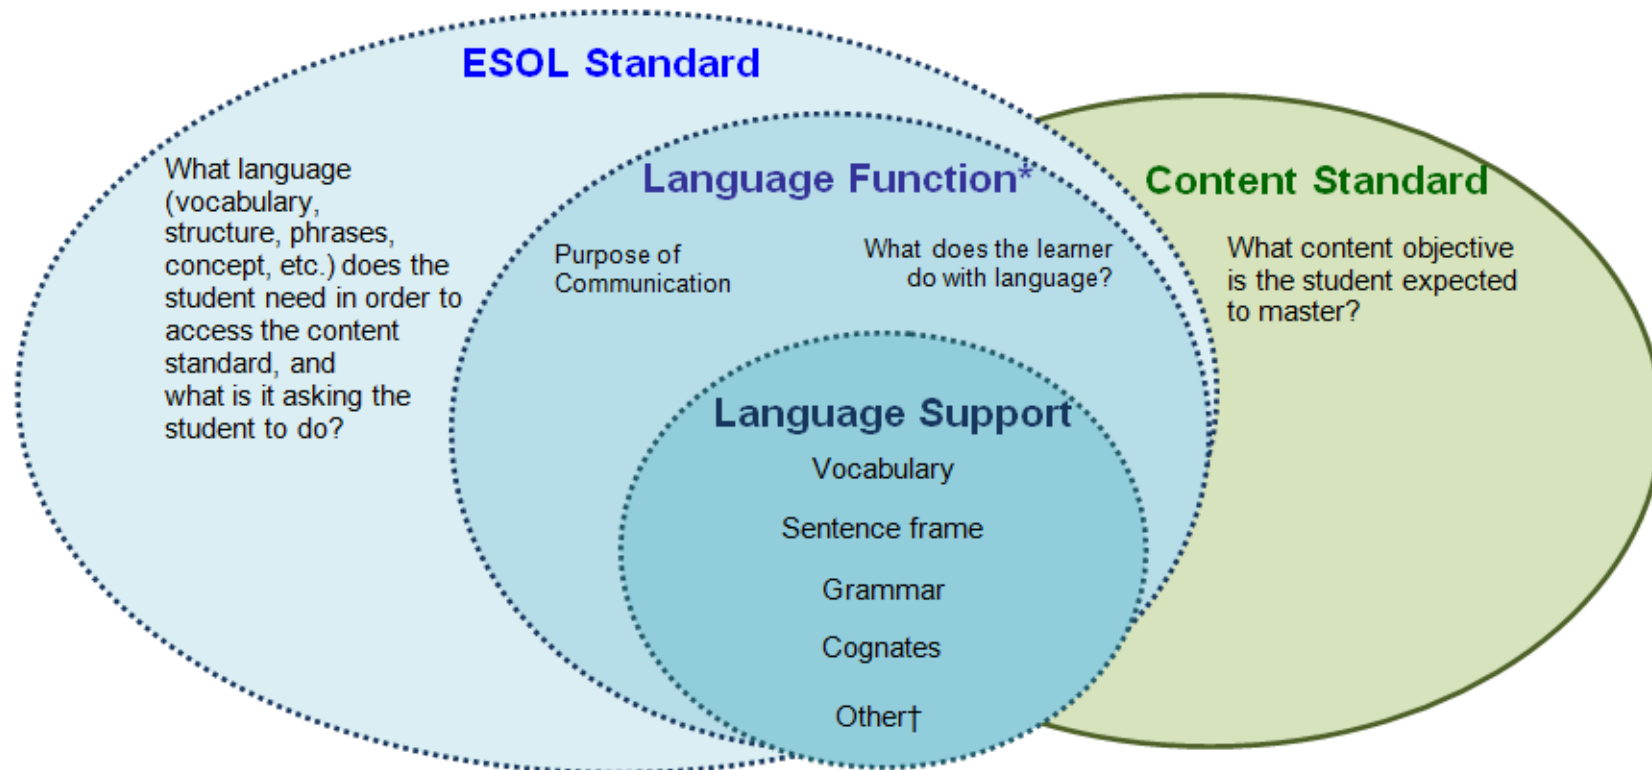 ESOL Standard
What language
(vocabulary,
structure, phrases,
concept, etc.) does the
student need in order to
access the content
standard, and
what is it asking the
student to do?
Language Function*
Purpose of
Communication
What does the learner
do with language?
Content Standard
What content objective
is the student expected
to master?
Language Support
Vocabulary
Sentence frame
Grammar
Cognates
Other†